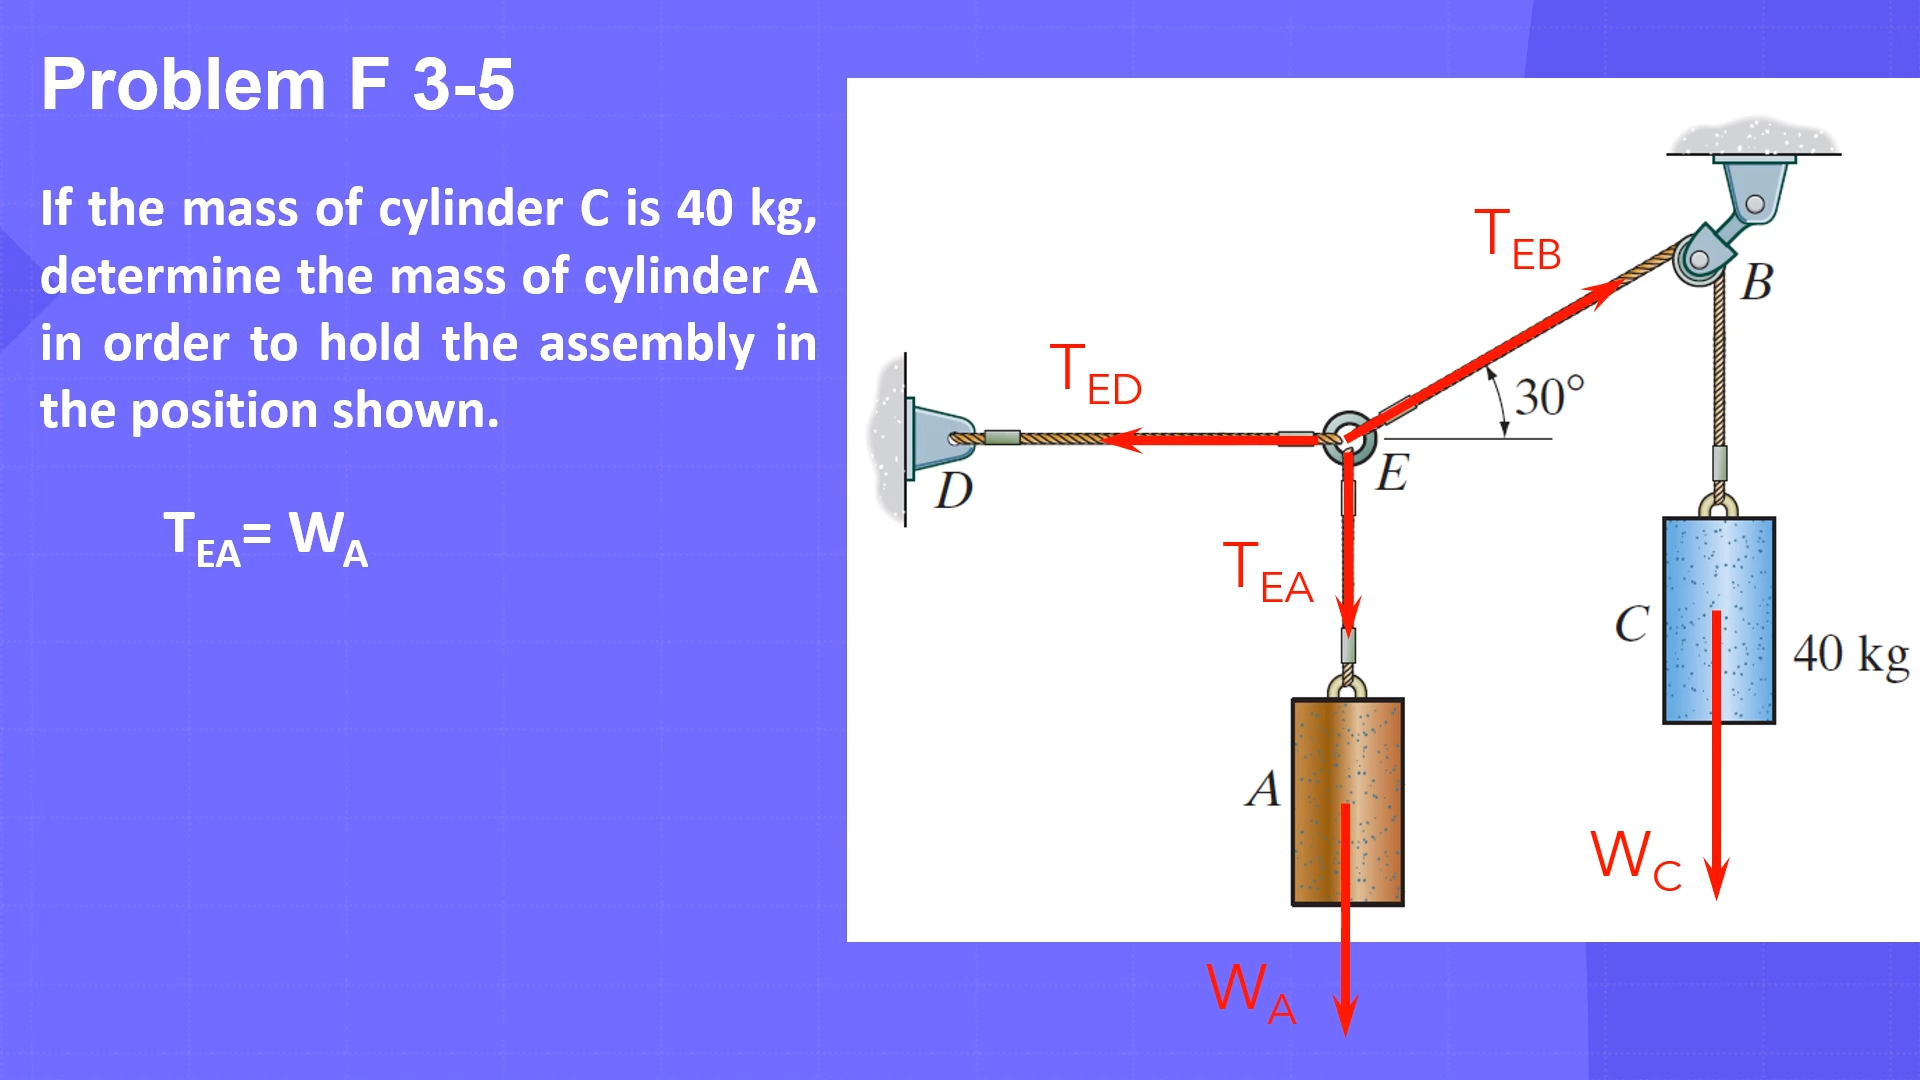 Problem F 3-5
If the mass of cylinder C is 40 kg,
determine the mass of cylinder A
in order to hold the assembly in
the position shown.
T_EA = W_A
T_EB
B
T_ED
30°
D
E
T_EA
C
40 kg
A
W_C
W_A